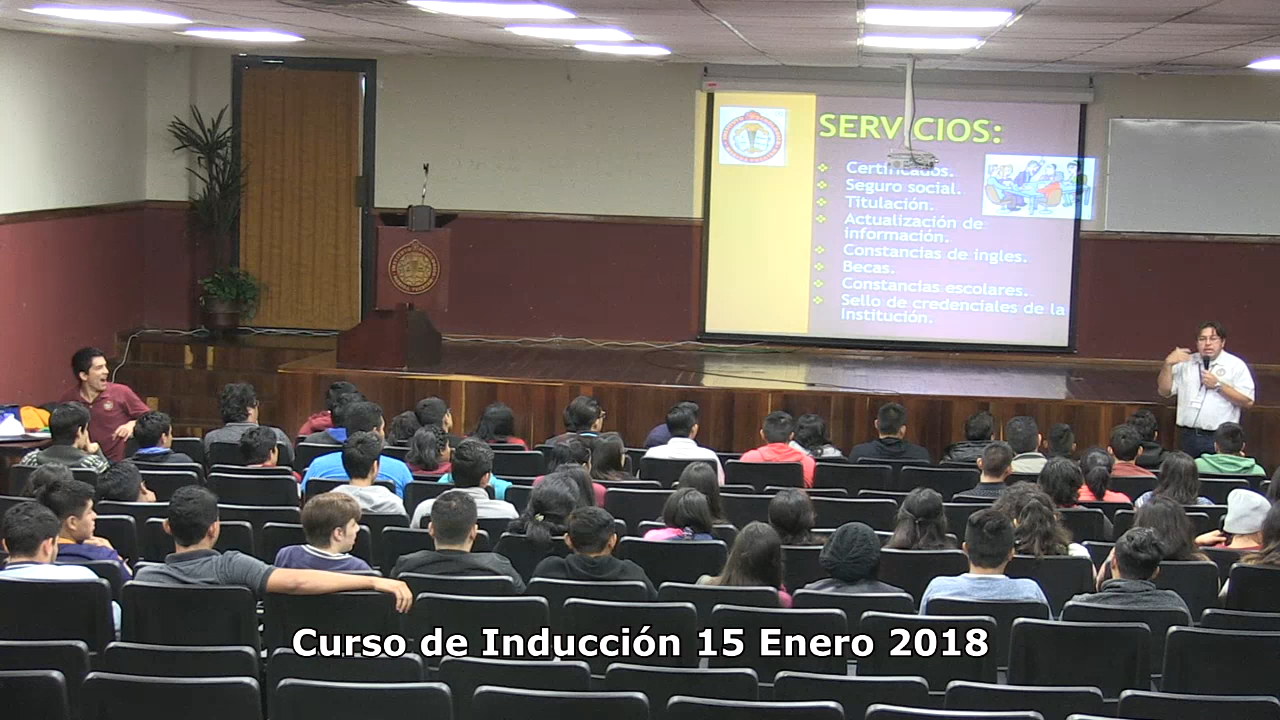 SERVICIOS:
Certificados.
Seguro social.
Titulación.
Actualización de
información.
Constancias de ingles.
Becas.
Constancias escolares.
Sello de credenciales de la
Institución.
Curso de Inducción 15 Enero 2018